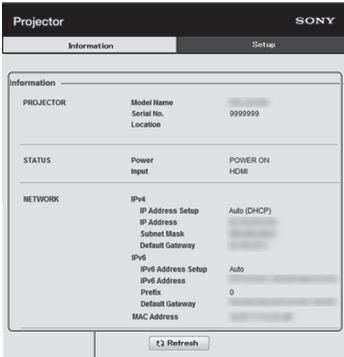 Projector SONY
Information Setup
Information
PROJECTOR Model Name
Serial No. 9999999
Location
STATUS Power POWER ON
Input HDMI
NETWORK IPv4
IP Address Setup Auto (DHCP)
IP Address
Subnet Mask
Default Gateway
IPv6
IPv6 Address Setup Auto
IPv6 Address
Prefix 0
Default Gateway
MAC Address
Refresh